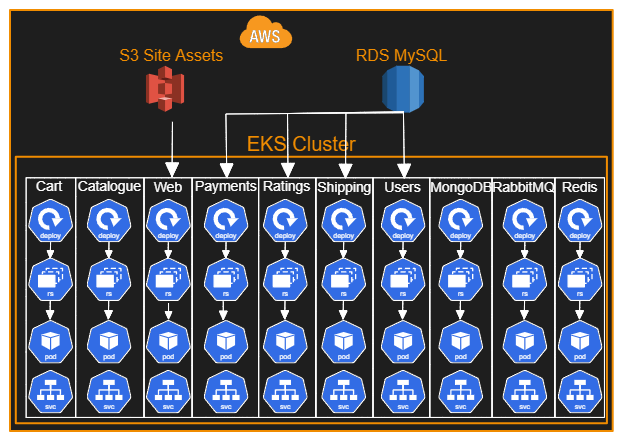 AWS
S3 Site Assets
RDS MySQL
EKS Cluster
Cart Catalogue Web Payments Ratings Shipping Users MongoDB RabbitMQ Redis
deploy deploy deploy deploy deploy deploy deploy deploy deploy deploy
rs rs rs rs rs rs rs rs rs rs
pod pod pod pod pod pod pod pod pod pod
svc svc svc svc svc svc svc svc svc svc